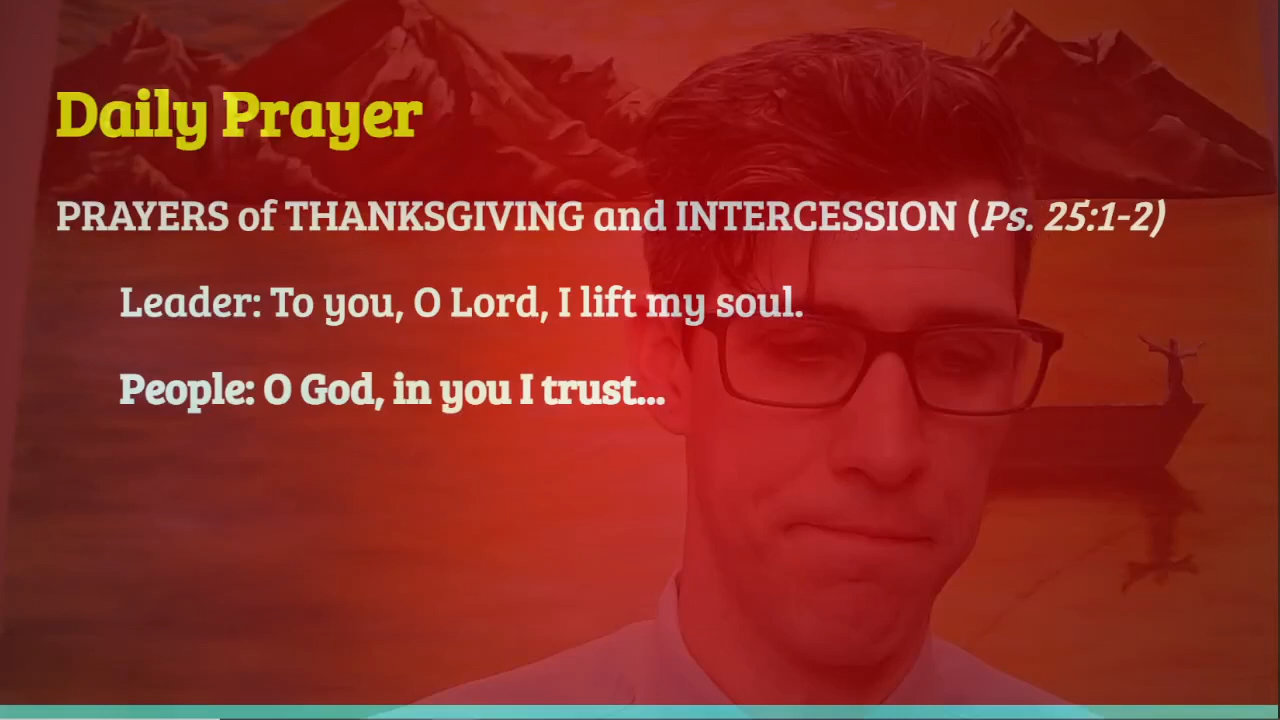 Daily Prayer
PRAYERS of THANKSGIVING and INTERCESSION (Ps. 25:1-2)
Leader: To you, O Lord, I lift my soul.
People: O God, in you I trust...